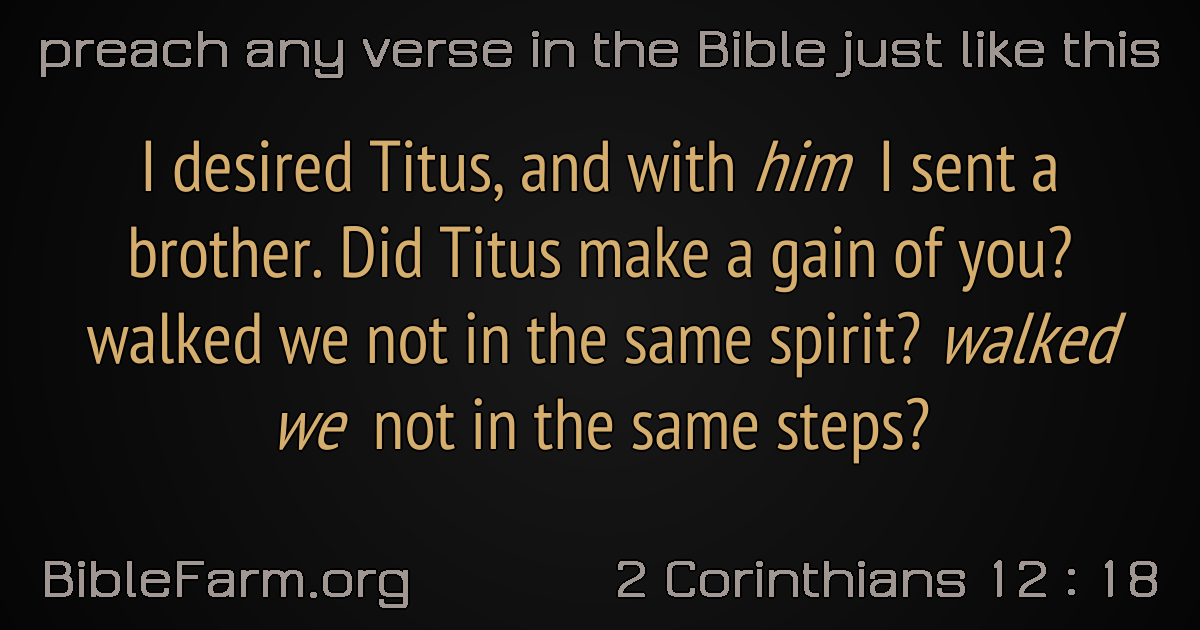 preach any verse in the Bible just like this
I desired Titus, and with him I sent a
brother. Did Titus make a gain of you?
walked we not in the same spirit? walked
we not in the same steps?
BibleFarm.org
2 Corinthians 12 : 18